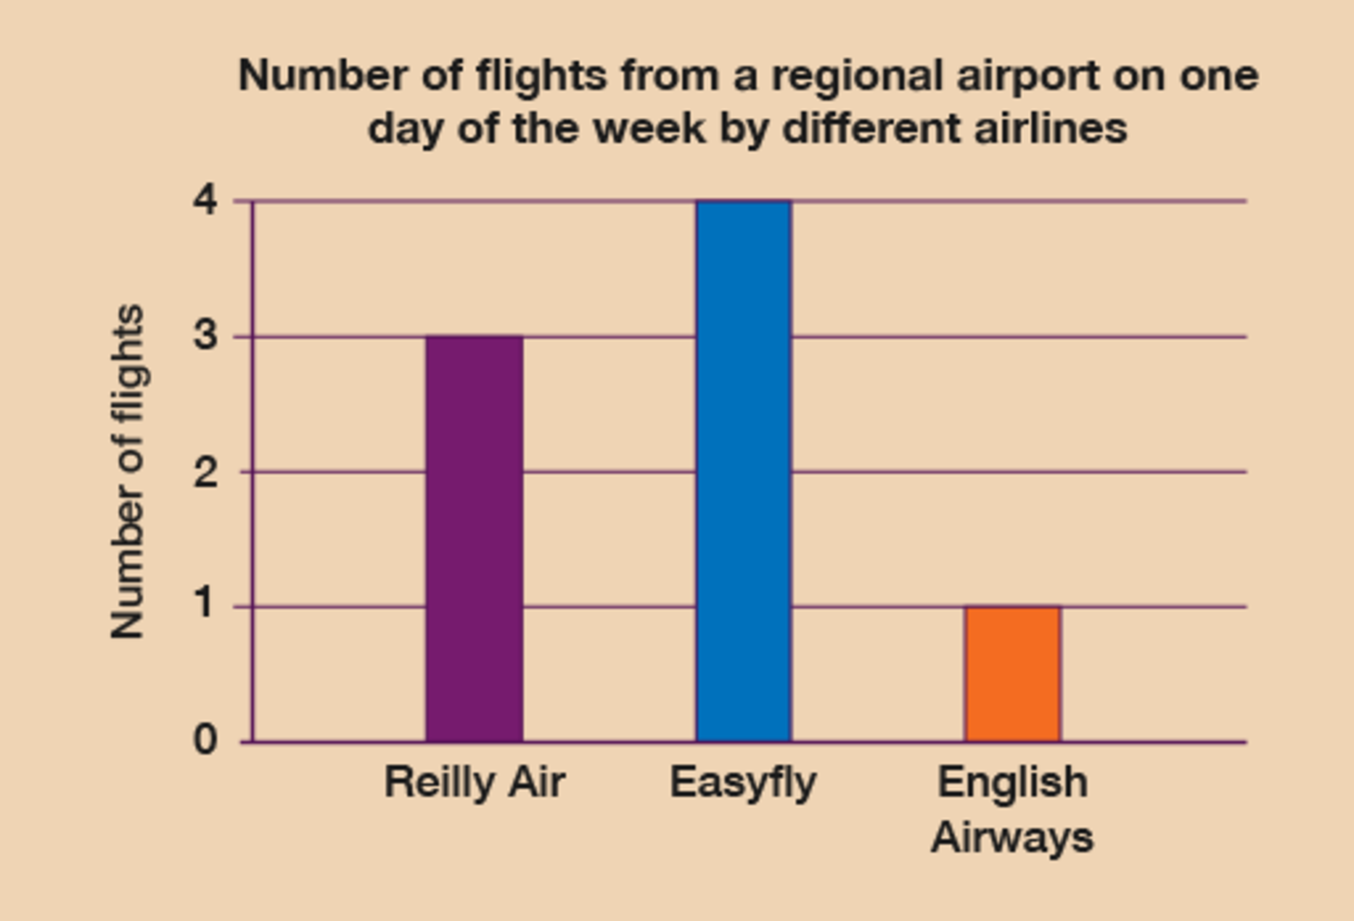 Number of flights from a regional airport on one
day of the week by different airlines
Number of flights
4
3
2
1
0
Reilly Air
Easyfly
English
Airways